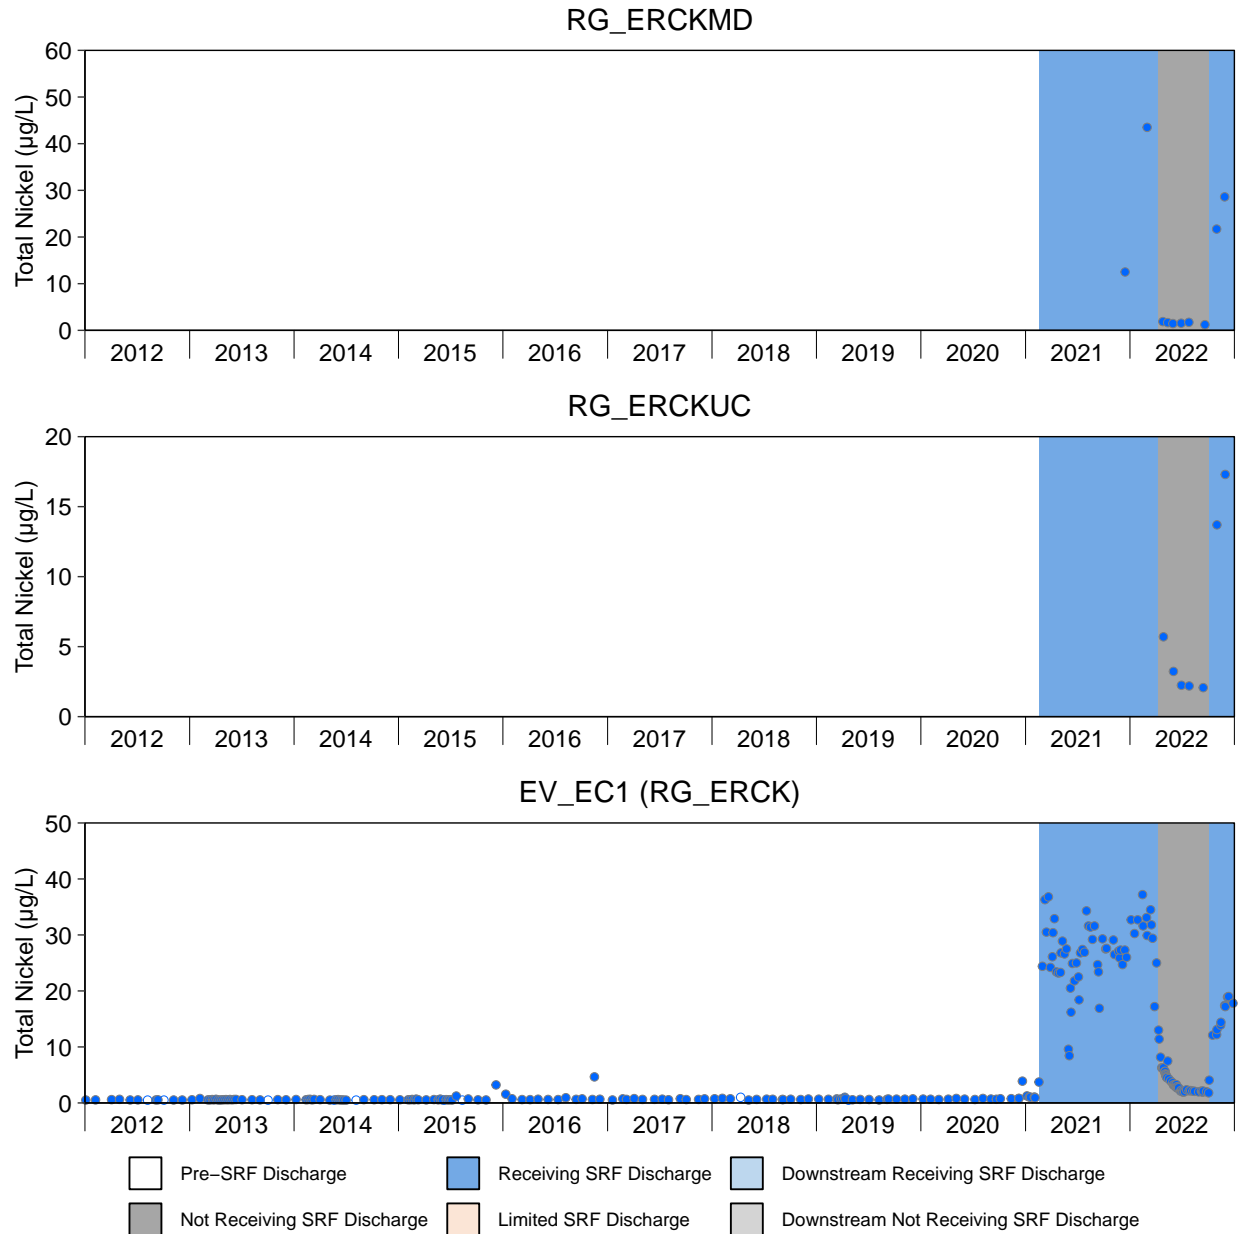 RG_ERCKMD
Total Nickel (µg/L)
60
50
40
30
20
10
0
2012 2013 2014 2015 2016 2017 2018 2019 2020 2021 2022
RG_ERCKUC
Total Nickel (µg/L)
20
15
10
5
0
2012 2013 2014 2015 2016 2017 2018 2019 2020 2021 2022
EV_EC1 (RG_ERCK)
Total Nickel (µg/L)
50
40
30
20
10
0
2012 2013 2014 2015 2016 2017 2018 2019 2020 2021 2022
Pre−SRF Discharge Receiving SRF Discharge Downstream Receiving SRF Discharge
Not Receiving SRF Discharge Limited SRF Discharge Downstream Not Receiving SRF Discharge